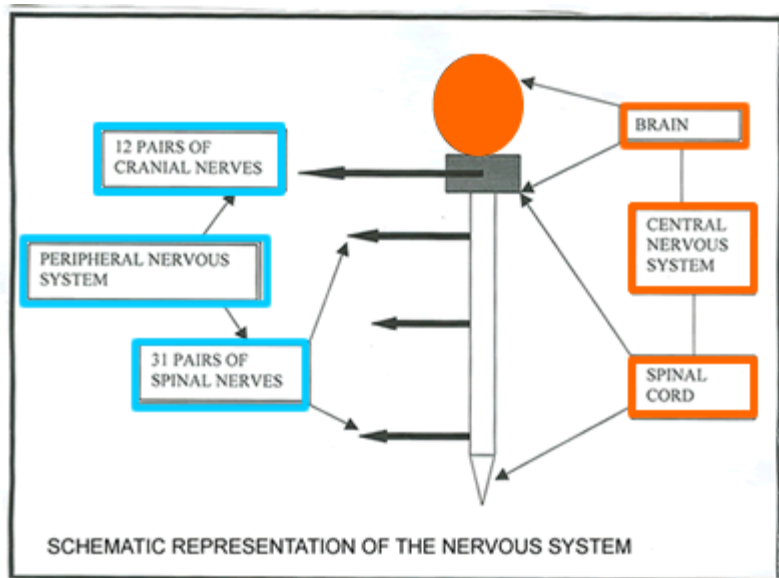 12 PAIRS OF
CRANIAL NERVES
BRAIN
CENTRAL
NERVOUS
SYSTEM
PERIPHERAL NERVOUS
SYSTEM
31 PAIRS OF
SPINAL NERVES
SPINAL
CORD
SCHEMATIC REPRESENTATION OF THE NERVOUS SYSTEM